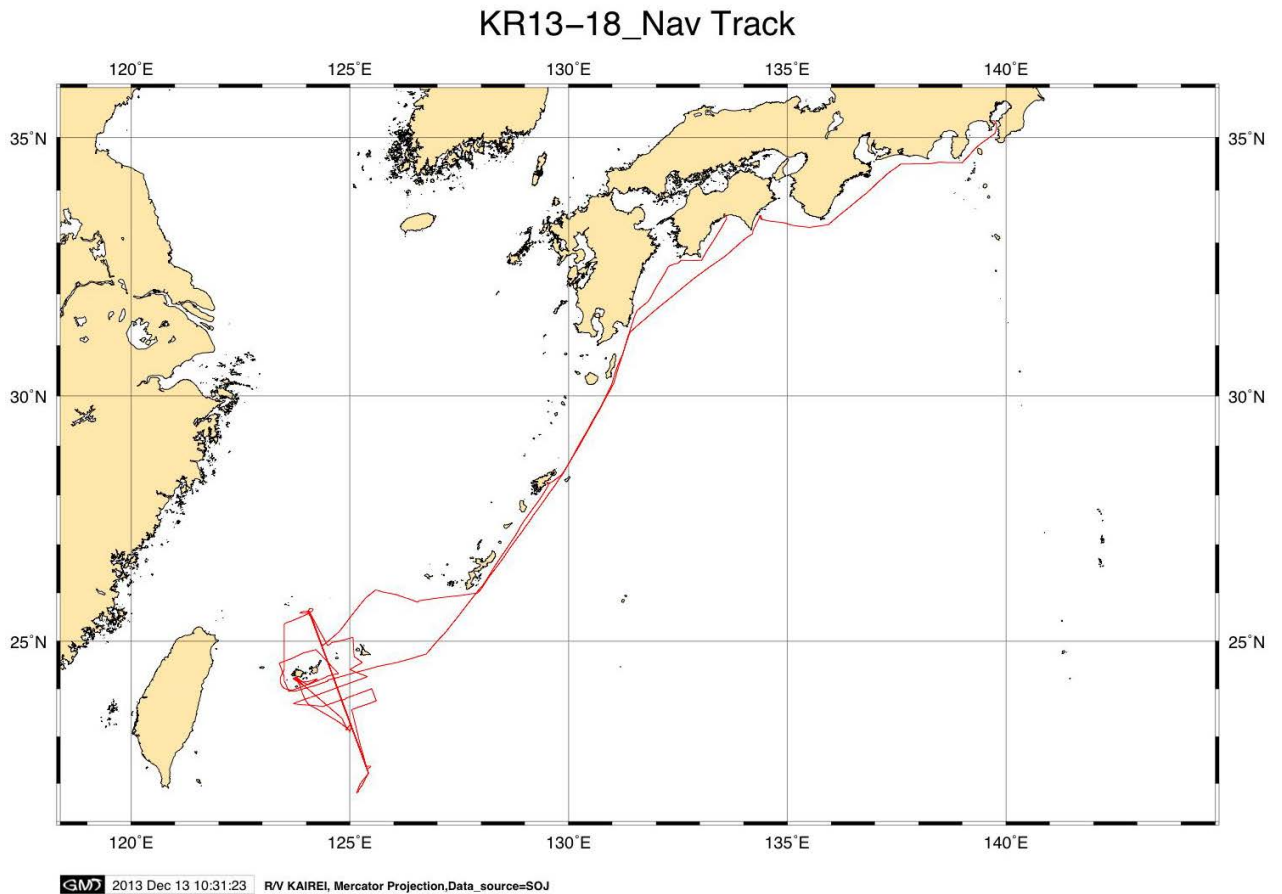 KR13−18_Nav Track
120˚E 125˚E 130˚E 135˚E 140˚E
35˚N 35˚N
30˚N 30˚N
25˚N 25˚N
120˚E 125˚E 130˚E 135˚E 140˚E
GMT 2013 Dec 13 10:31:23 R/V KAIREI, Mercator Projection,Data_source=SOJ